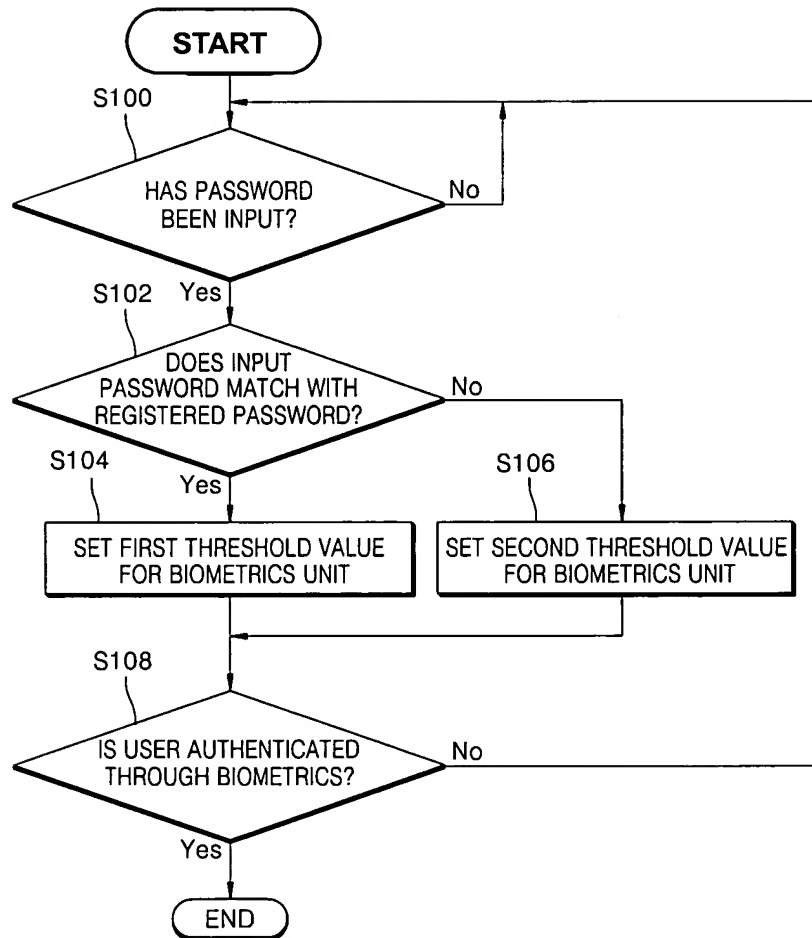 START
S100
HAS PASSWORD
BEEN INPUT?
No
Yes
S102
DOES INPUT
PASSWORD MATCH WITH
REGISTERED PASSWORD?
No
Yes
S104
SET FIRST THRESHOLD VALUE
FOR BIOMETRICS UNIT
S106
SET SECOND THRESHOLD VALUE
FOR BIOMETRICS UNIT
S108
IS USER AUTHENTICATED
THROUGH BIOMETRICS?
No
Yes
END